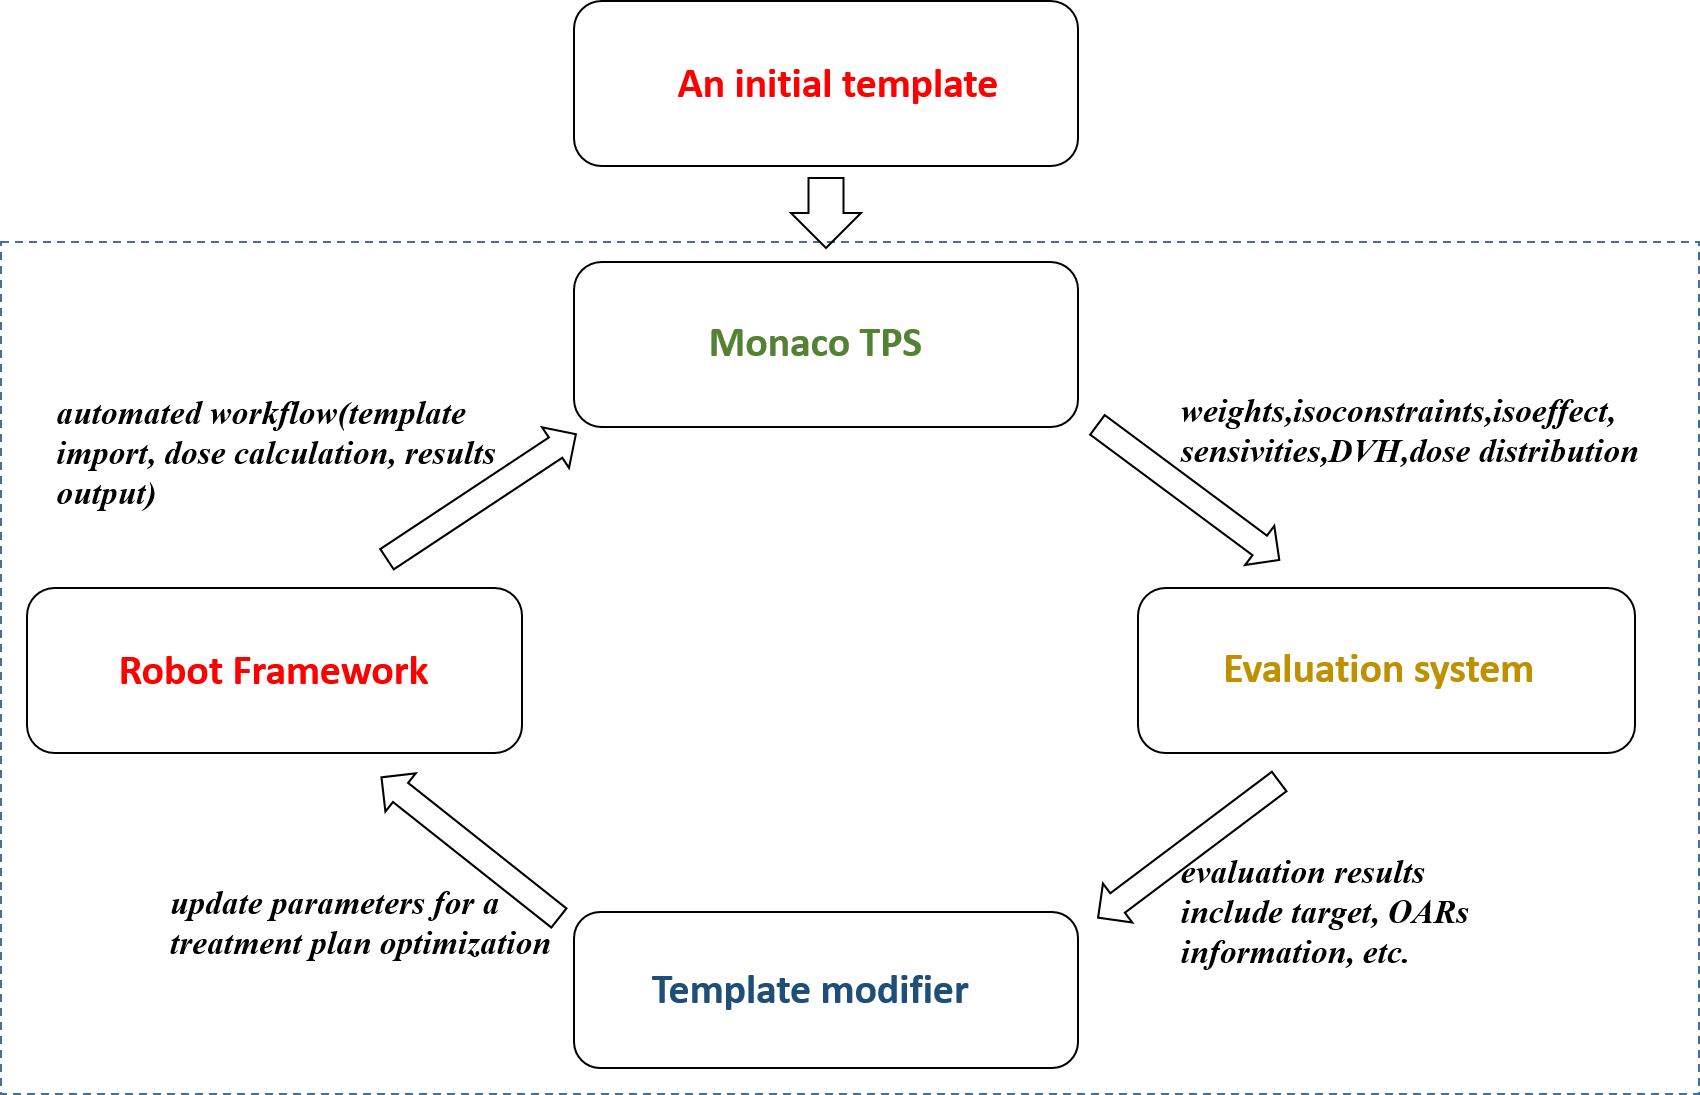 An initial template
Monaco TPS
automated workflow(template
import, dose calculation, results
output)
weights,isoconstraints,isoeffect,
sensivities,DVH,dose distribution
Robot Framework
Evaluation system
update parameters for a
treatment plan optimization
evaluation results
include target, OARs
information, etc.
Template modifier